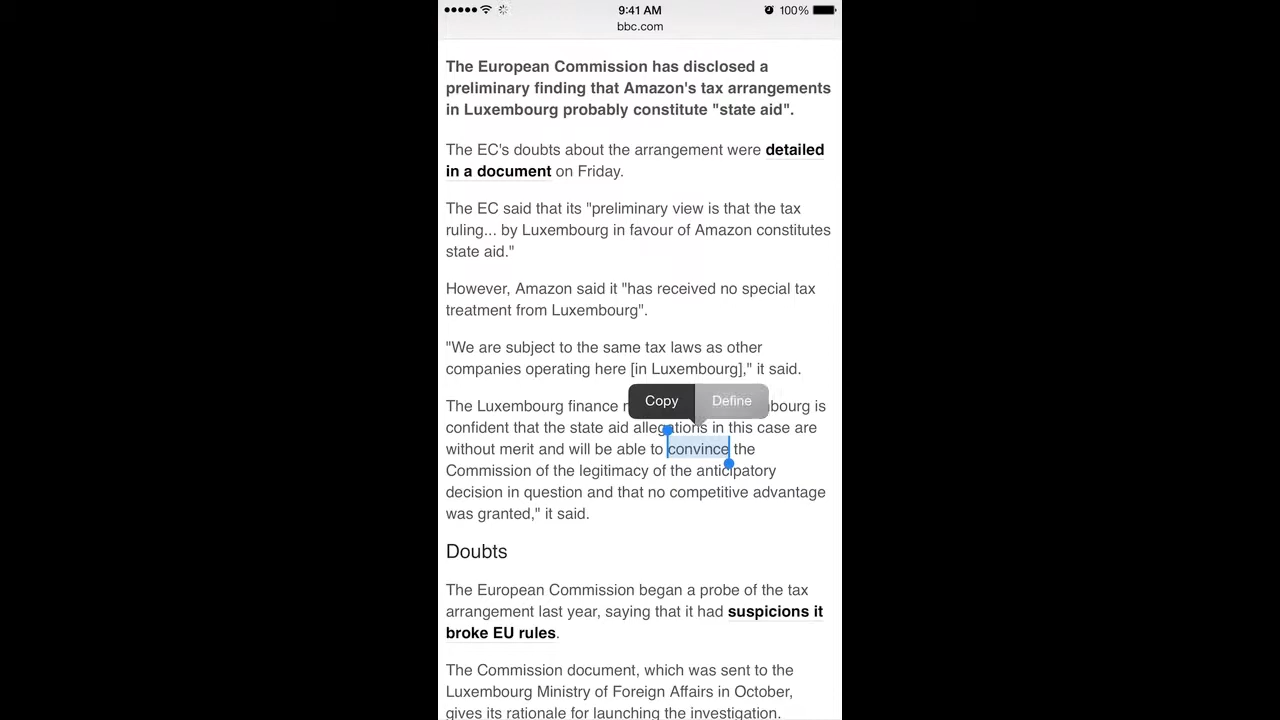 9:41 AM
100%
bbc.com
The European Commission has disclosed a
preliminary finding that Amazon's tax arrangements
in Luxembourg probably constitute "state aid".
The EC's doubts about the arrangement were detailed
in a document on Friday.
The EC said that its "preliminary view is that the tax
ruling... by Luxembourg in favour of Amazon constitutes
state aid."
However, Amazon said it "has received no special tax
treatment from Luxembourg".
"We are subject to the same tax laws as other
companies operating here [in Luxembourg]," it said.
Copy Define
The Luxembourg finance bourg is
confident that the state aid allegations in this case are
without merit and will be able to convince the
Commission of the legitimacy of the anticipatory
decision in question and that no competitive advantage
was granted," it said.
Doubts
The European Commission began a probe of the tax
arrangement last year, saying that it had suspicions it
broke EU rules.
The Commission document, which was sent to the
Luxembourg Ministry of Foreign Affairs in October,
gives its rationale for launching the investigation.